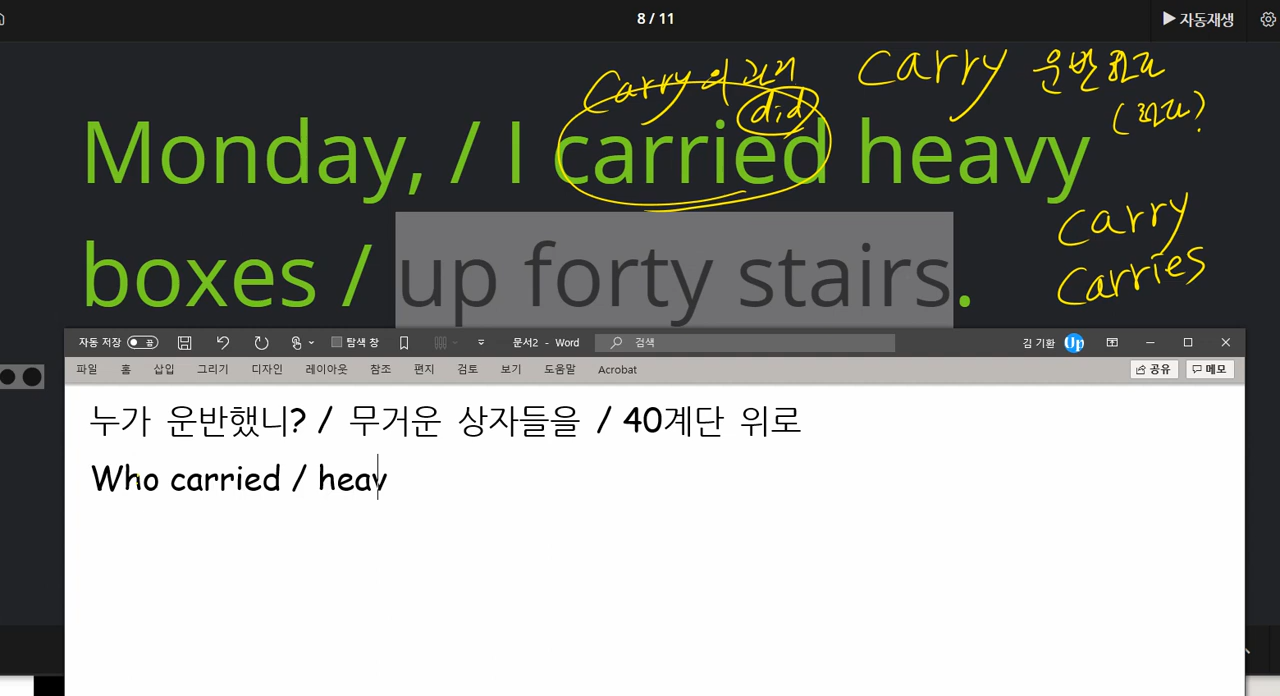 8 / 11
▶ 자동재생
carry의 과거
did
carry 운반하다
Monday, / I carried heavy
carry
boxes / up forty stairs.
carries
자동 저장 끔 탐색 창 문서2 - Word 검색 김 기환 Up
파일 홈 삽입 그리기 디자인 레이아웃 참조 편지 검토 보기 도움말 Acrobat 공유 메모
누가 운반했니? / 무거운 상자들을 / 40계단 위로
Who carried / heav